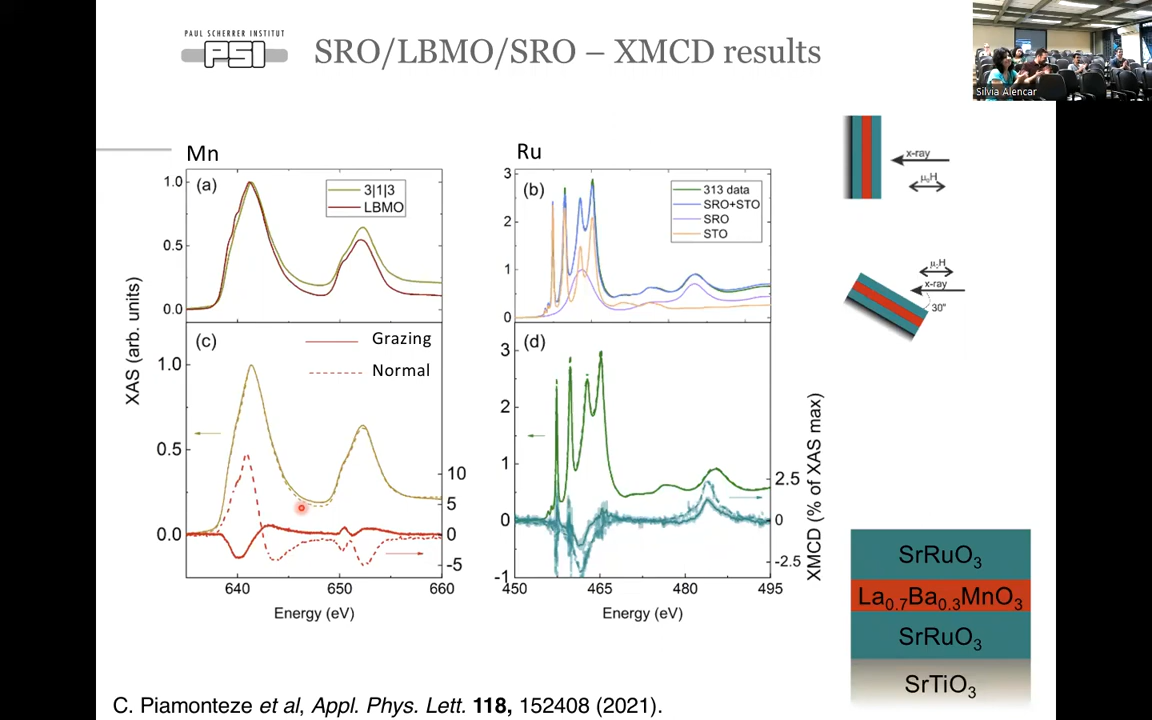 PAUL SCHERRER INSTITUT
PSI
SRO/LBMO/SRO – XMCD results
Silvia Alencar
Mn
Ru
x-ray
μ₀H
μ₀H
x-ray
30°
(a)
3|1|3
LBMO
1.0
0.5
0.0
(b)
313 data
SRO+STO
SRO
STO
3
2
1
0
XAS (arb. units)
(c)
Grazing
Normal
1.0
0.5
0.0
10
5
0
-5
640
650
660
Energy (eV)
(d)
3
2
1
0
-1
2.5
0
-2.5
450
465
480
495
Energy (eV)
XMCD (% of XAS max)
SrRuO₃
La₀.₇Ba₀.₃MnO₃
SrRuO₃
SrTiO₃
C. Piamonteze et al, Appl. Phys. Lett. 118, 152408 (2021).